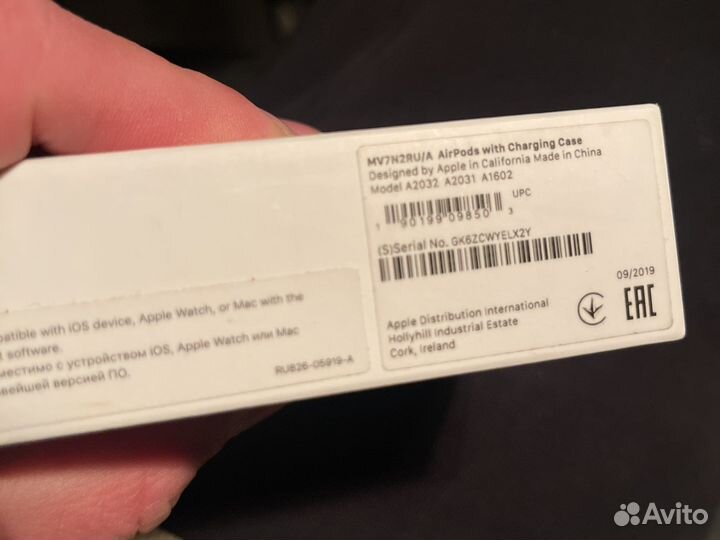 MV7N2RU/A AirPods with Charging Case
Designed by Apple in California Made in China
Model A2032 A2031 A1602
UPC
1 90199 09850 3
(S)Serial No. GK6ZCWYELX2Y
09/2019
EAC
Apple Distribution International
Hollyhill Industrial Estate
Cork, Ireland
patible with iOS device, Apple Watch, or Mac with the
t software.
вместимо с устройством iOS, Apple Watch или Mac
вейшей версией ПО.
RU826-05919-A
Avito